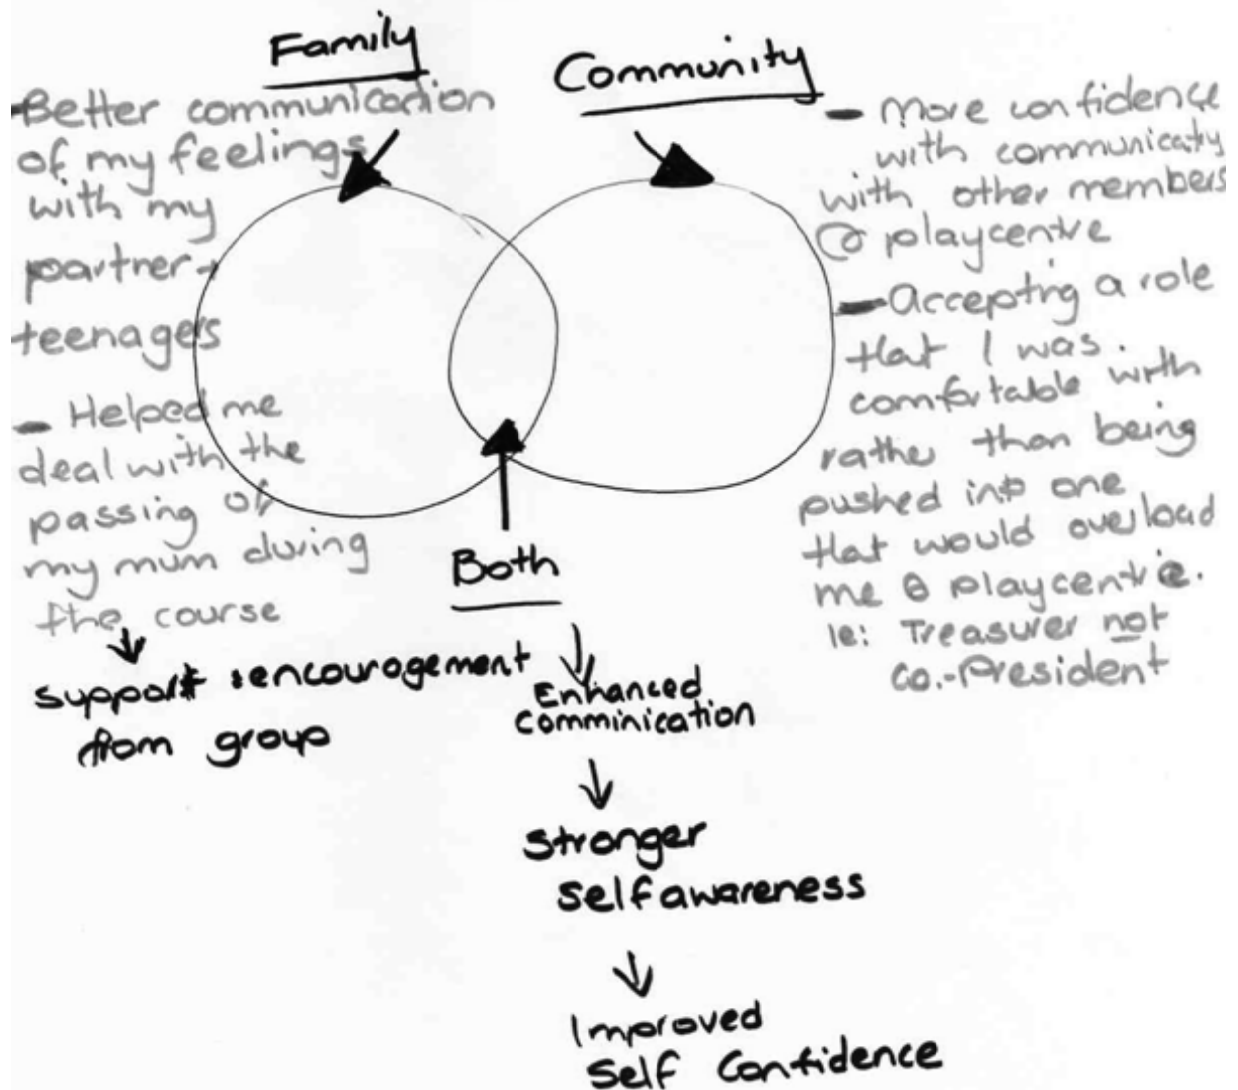 Family
- Better communication
of my feelings
with my
partner +
teenagers
- Helped me
deal with the
passing of
my mum during
the course
support & encouragement
from group
Community
- More confidence
with communicaty
with other members
@ playcentre
- Accepting a role
that I was
comfortable with
rather than being
pushed into one
that would overload
me @ playcentre.
ie: Treasurer not
co.-President
Both
Enhanced
Comminication
Stronger
Self awareness
Improved
Self Confidence